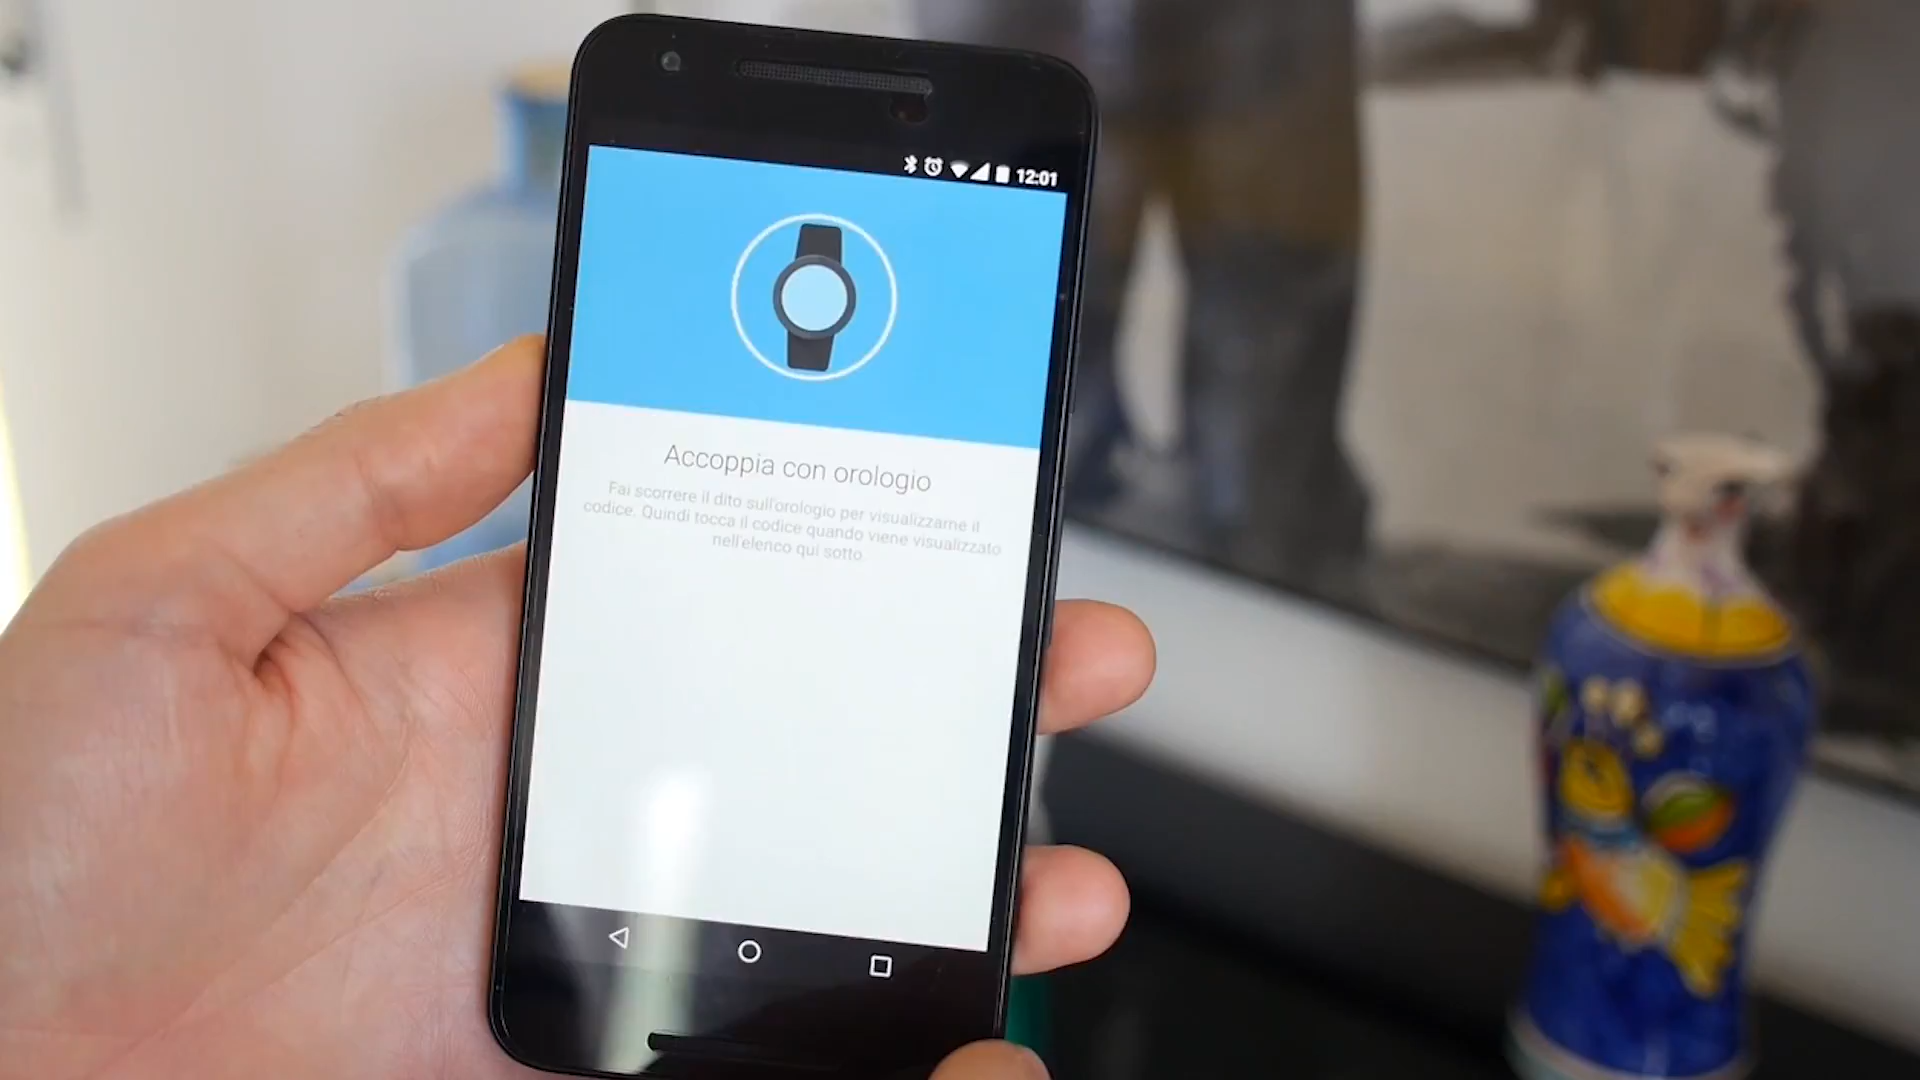 12:01
Accoppia con orologio
Fai scorrere il dito sull'orologio per visualizzarne il
codice. Quindi tocca il codice quando viene visualizzato
nell'elenco qui sotto.